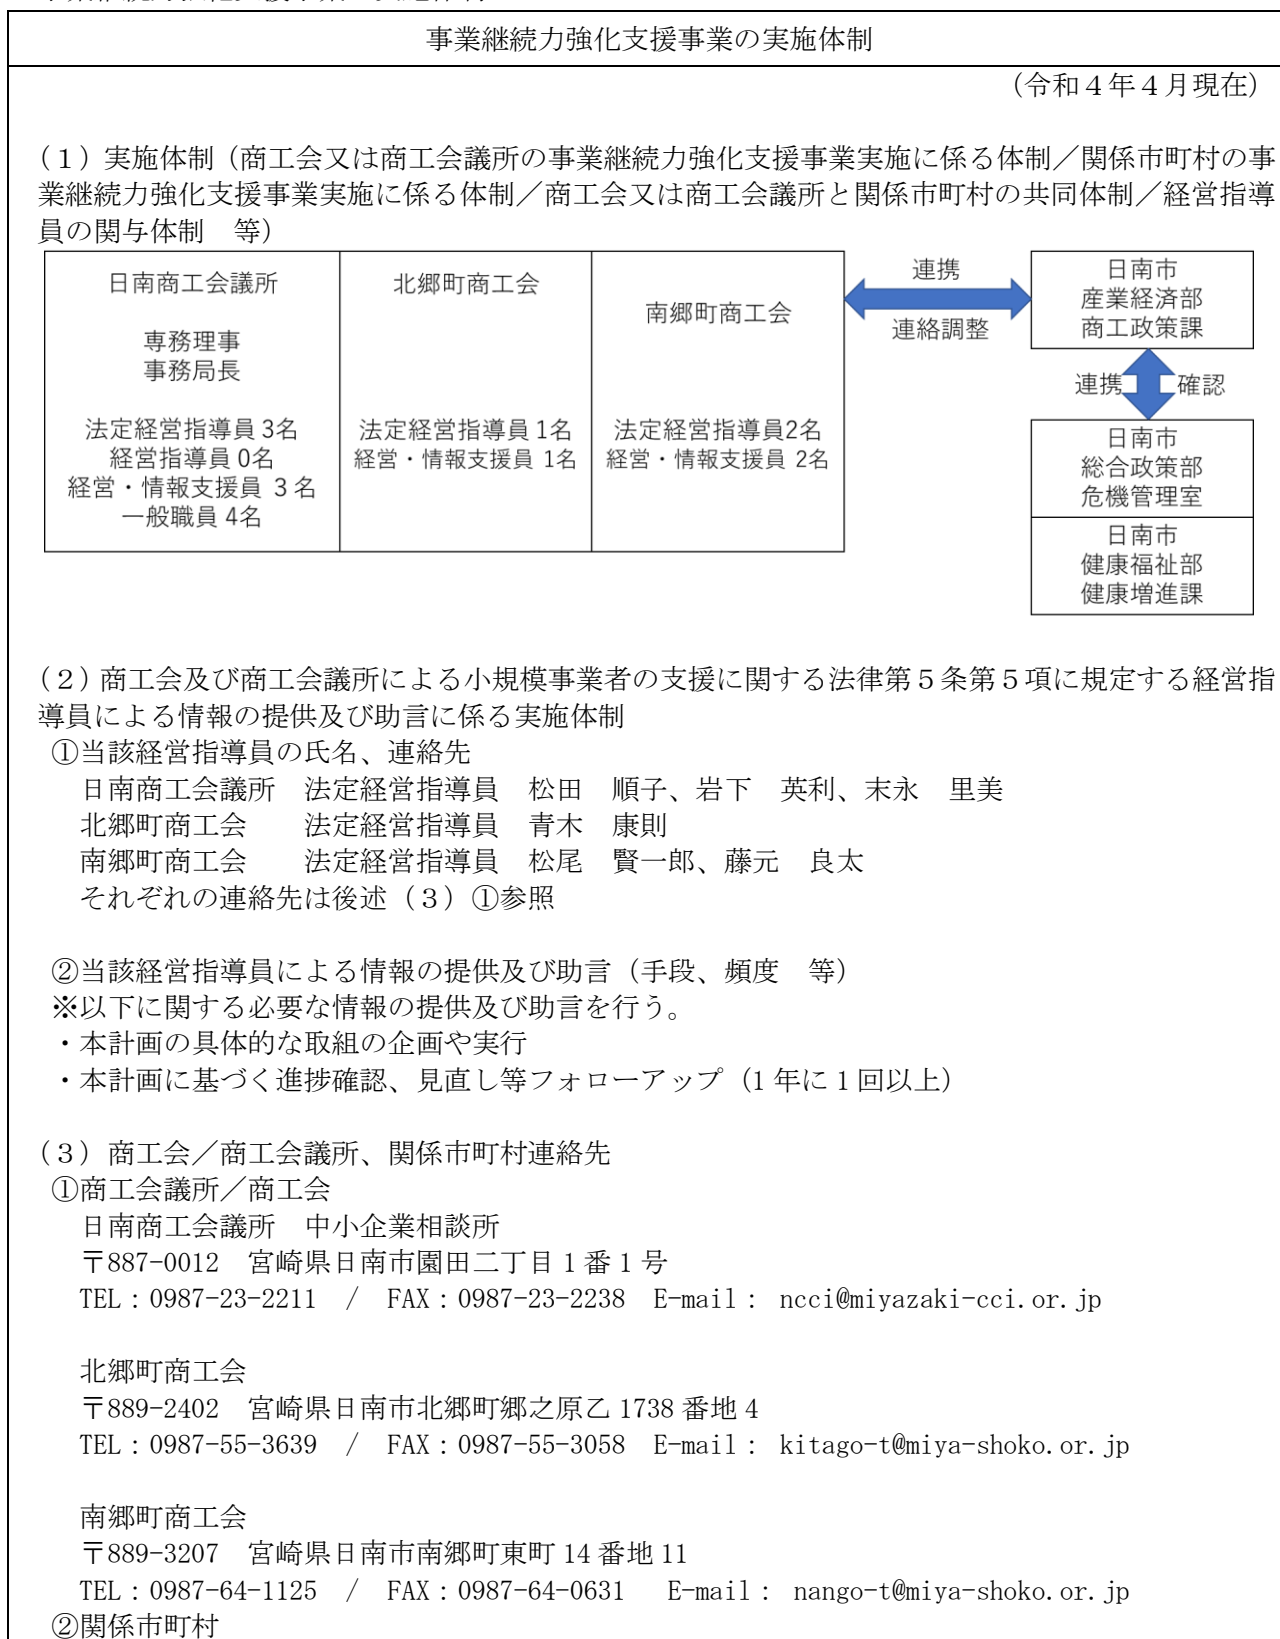 事業継続力強化支援事業の実施体制
（令和４年４月現在）
（１）実施体制（商工会又は商工会議所の事業継続力強化支援事業実施に係る体制／関係市町村の事
業継続力強化支援事業実施に係る体制／商工会又は商工会議所と関係市町村の共同体制／経営指導
員の関与体制　等）
日南商工会議所
専務理事
事務局長
法定経営指導員 3名
経営指導員 0名
経営・情報支援員 ３名
一般職員 4名
北郷町商工会
法定経営指導員 1名
経営・情報支援員 1名
南郷町商工会
法定経営指導員2名
経営・情報支援員 2名
連携
連絡調整
日南市
産業経済部
商工政策課
連携 確認
日南市
総合政策部
危機管理室
日南市
健康福祉部
健康増進課
（２）商工会及び商工会議所による小規模事業者の支援に関する法律第５条第５項に規定する経営指
導員による情報の提供及び助言に係る実施体制
①当該経営指導員の氏名、連絡先
日南商工会議所　法定経営指導員　松田　順子、岩下　英利、末永　里美
北郷町商工会　　法定経営指導員　青木　康則
南郷町商工会　　法定経営指導員　松尾　賢一郎、藤元　良太
それぞれの連絡先は後述（３）①参照
②当該経営指導員による情報の提供及び助言（手段、頻度　等）
※以下に関する必要な情報の提供及び助言を行う。
・本計画の具体的な取組の企画や実行
・本計画に基づく進捗確認、見直し等フォローアップ（1 年に 1 回以上）
（３）商工会／商工会議所、関係市町村連絡先
①商工会議所／商工会
日南商工会議所　中小企業相談所
〒887-0012　宮崎県日南市園田二丁目 1 番 1 号
TEL：0987-23-2211　/　FAX：0987-23-2238　E-mail： ncci@miyazaki-cci.or.jp
北郷町商工会
〒889-2402　宮崎県日南市北郷町郷之原乙 1738 番地 4
TEL：0987-55-3639　/　FAX：0987-55-3058　E-mail： kitago-t@miya-shoko.or.jp
南郷町商工会
〒889-3207　宮崎県日南市南郷町東町 14 番地 11
TEL：0987-64-1125　/　FAX：0987-64-0631　 E-mail： nango-t@miya-shoko.or.jp
②関係市町村